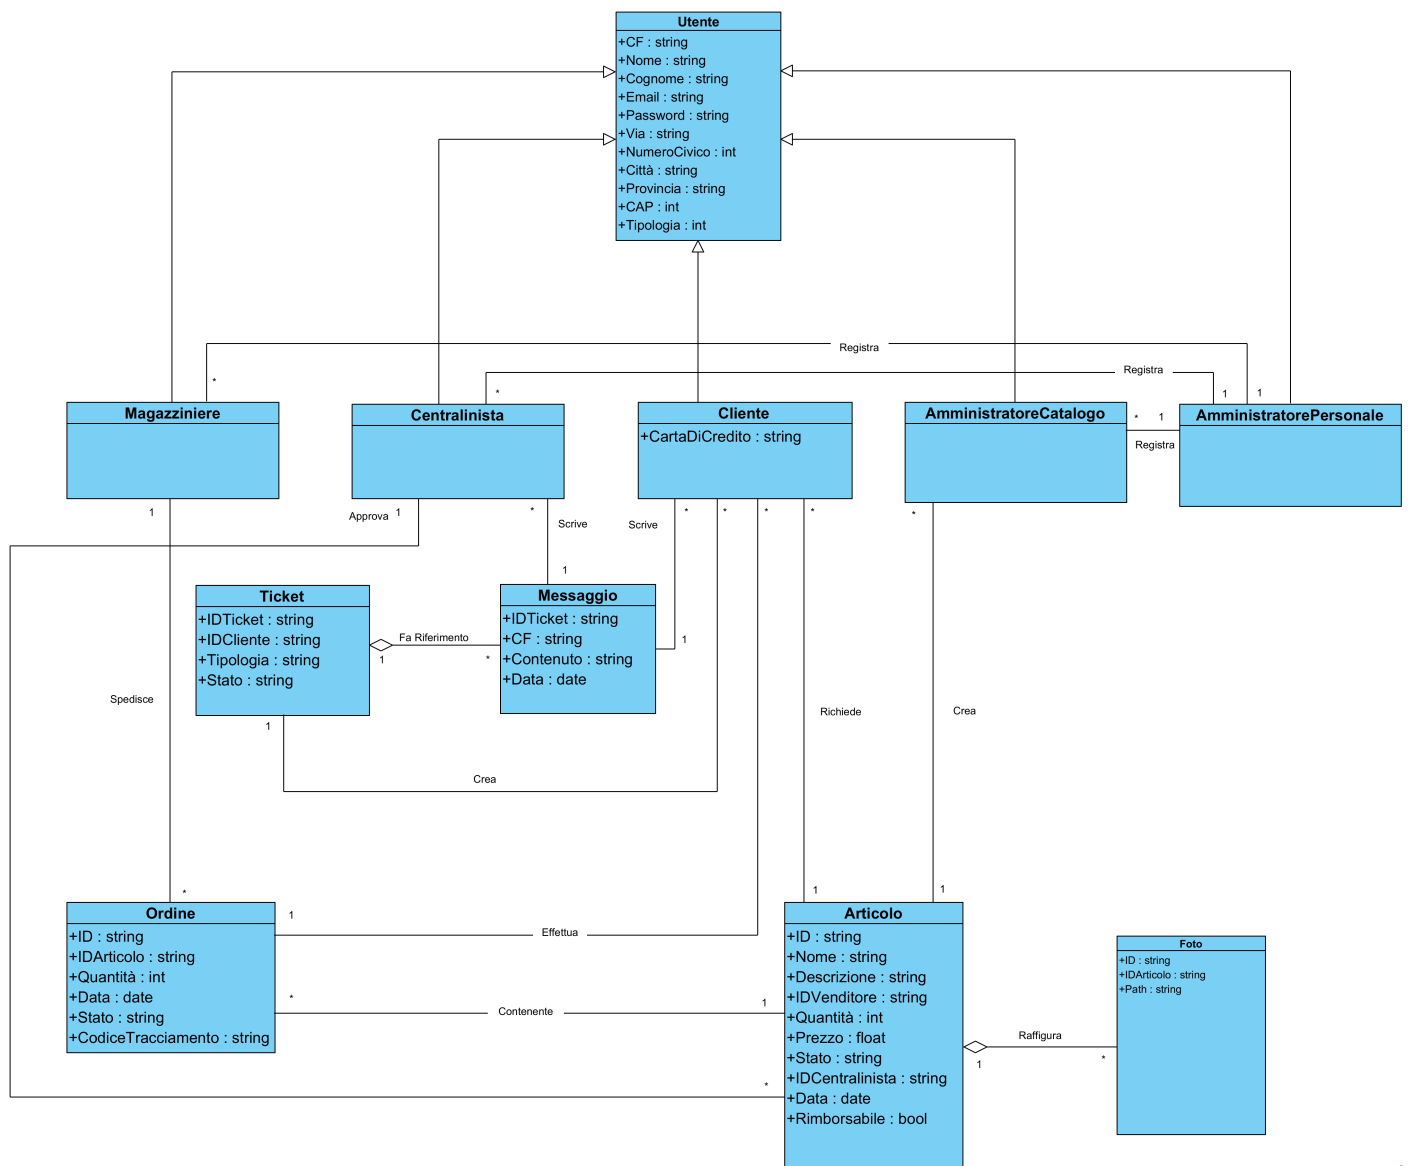 Utente
+CF : string
+Nome : string
+Cognome : string
+Email : string
+Password : string
+Via : string
+NumeroCivico : int
+Città : string
+Provincia : string
+CAP : int
+Tipologia : int
Registra
Registra
*
*
1
1
Magazziniere
Centralinista
Cliente
+CartaDiCredito : string
AmministratoreCatalogo
*
1
Registra
AmministratorePersonale
1
Approva
1
*
Scrive
1
Scrive
*
*
*
*
*
Ticket
+IDTicket : string
+IDCliente : string
+Tipologia : string
+Stato : string
Fa Riferimento
1
*
Messaggio
+IDTicket : string
+CF : string
+Contenuto : string
+Data : date
1
Spedisce
1
Crea
Richiede
Crea
*
1
1
1
Ordine
+ID : string
+IDArticolo : string
+Quantità : int
+Data : date
+Stato : string
+CodiceTracciamento : string
Effettua
*
Contenente
1
*
Articolo
+ID : string
+Nome : string
+Descrizione : string
+IDVenditore : string
+Quantità : int
+Prezzo : float
+Stato : string
+IDCentralinista : string
+Data : date
+Rimborsabile : bool
Raffigura
1
*
Foto
+ID : string
+IDArticolo : string
+Path : string